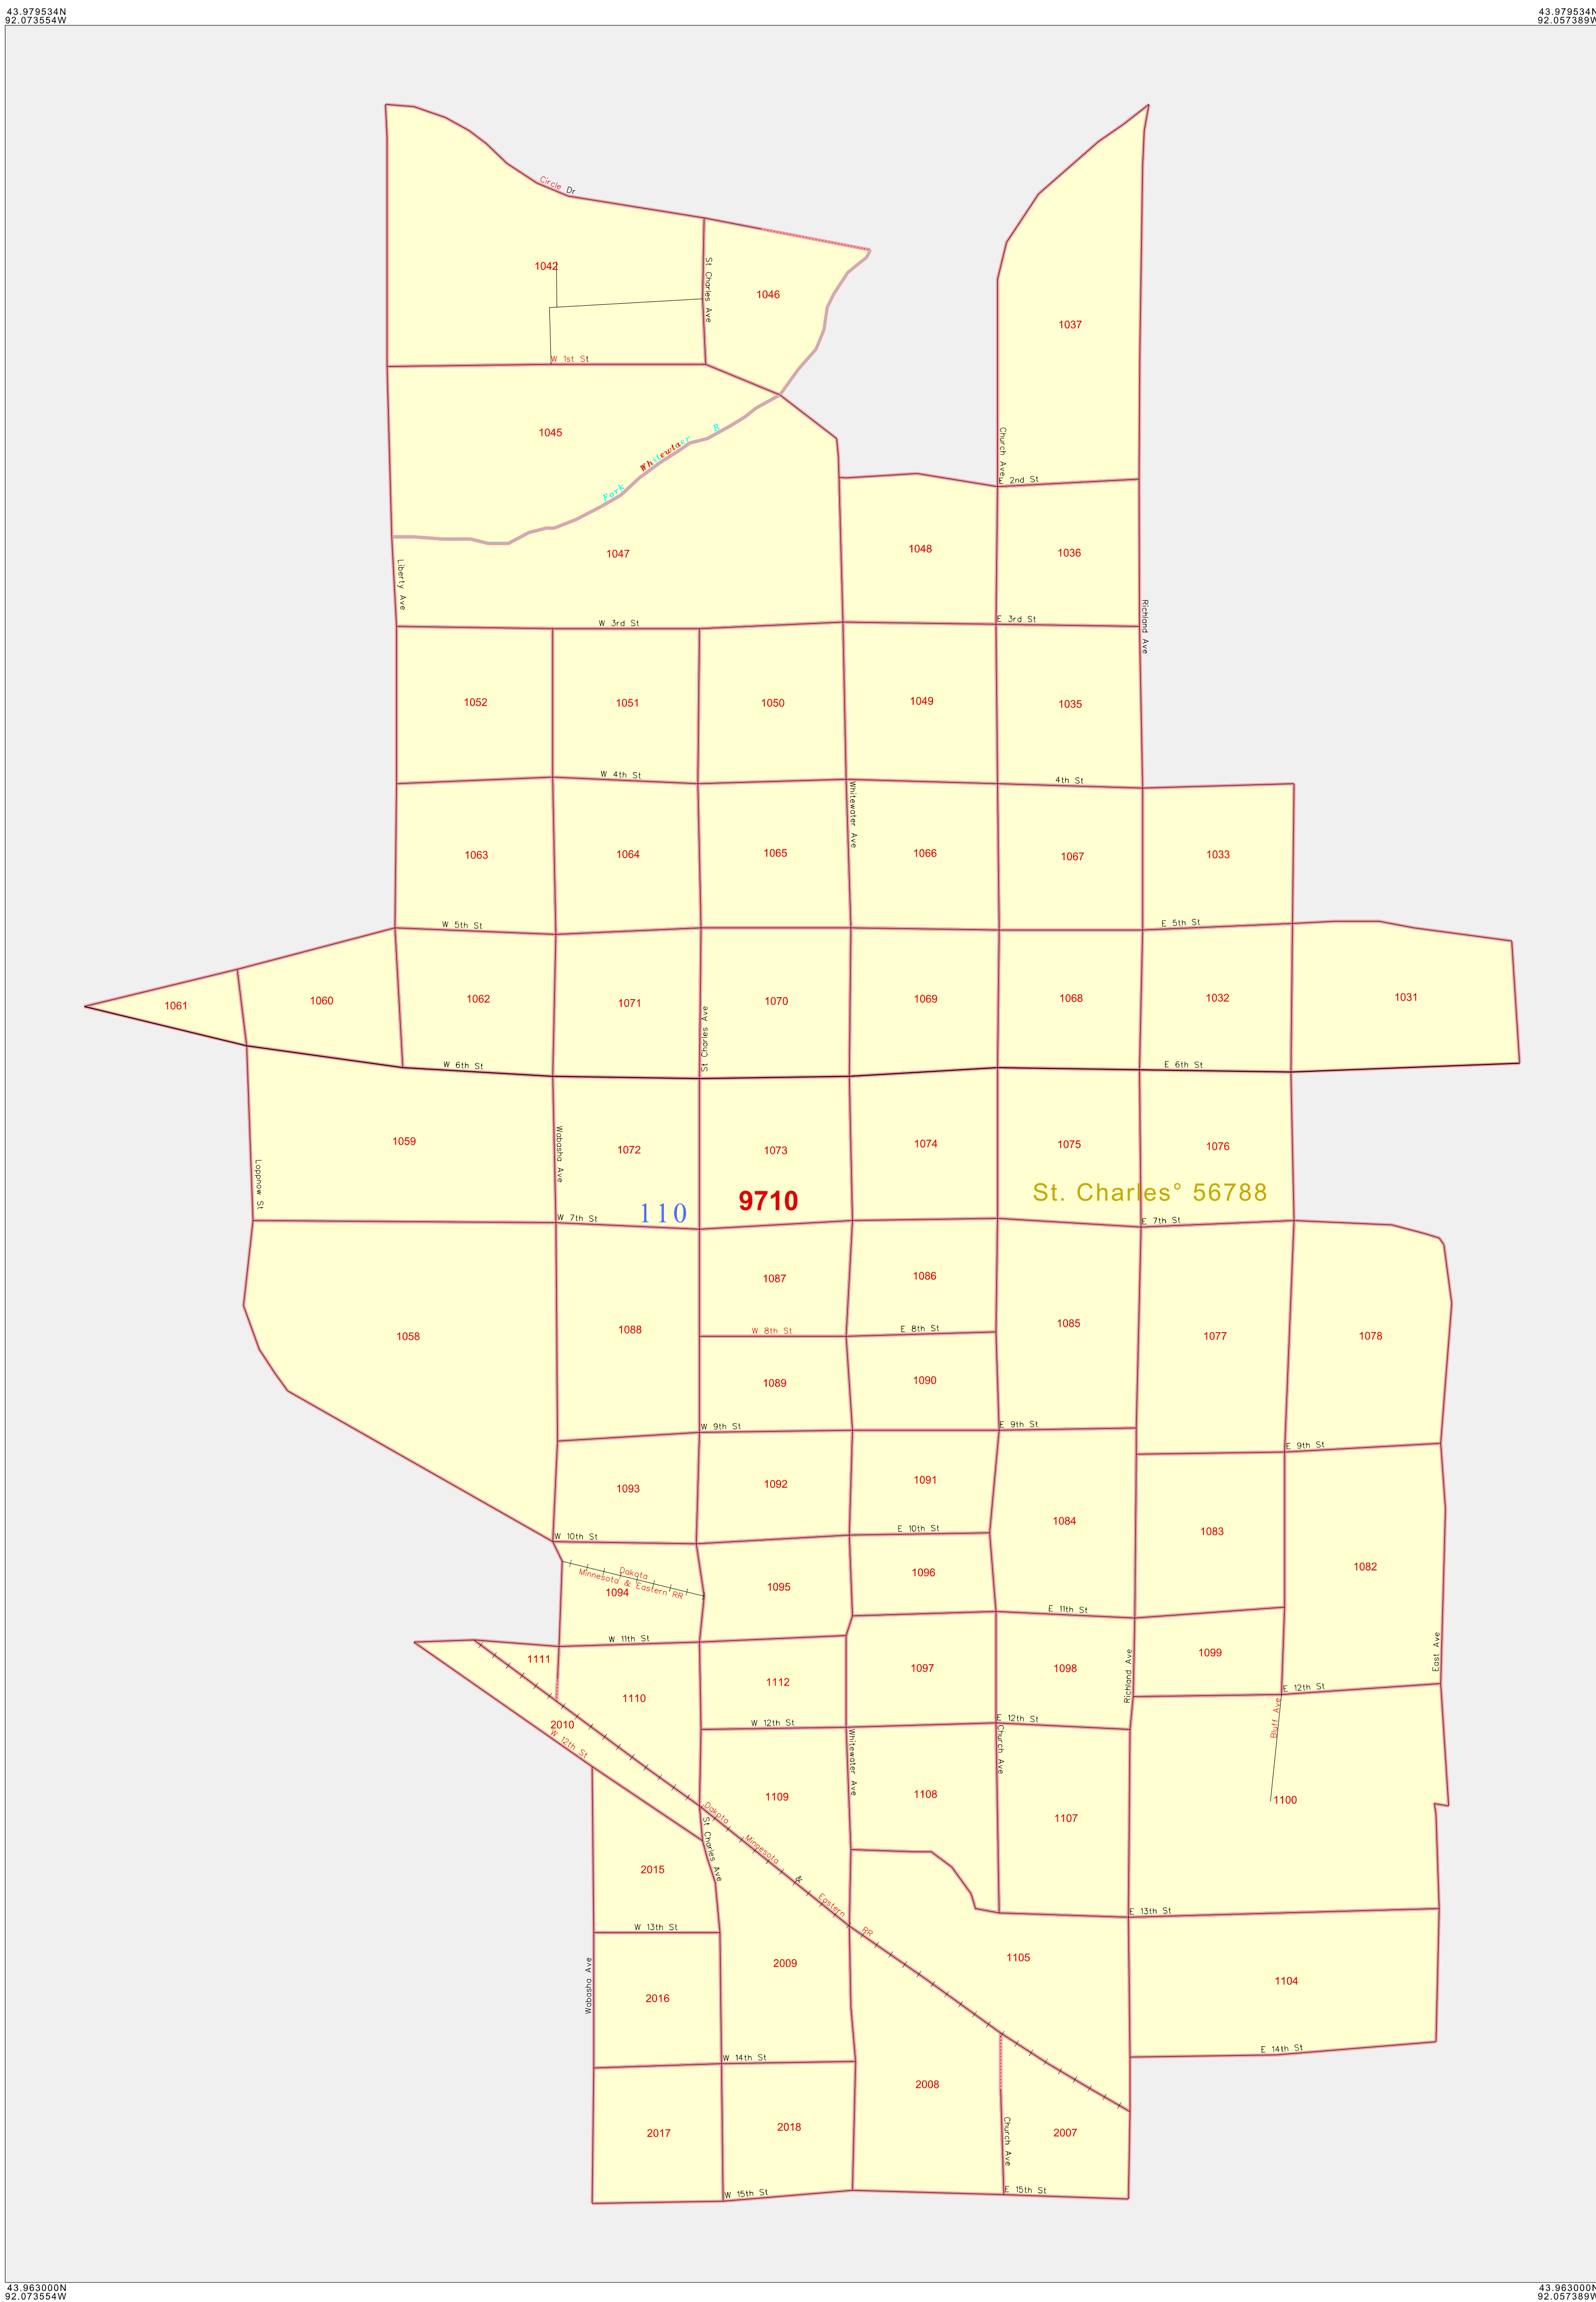 43.979534N
92.073554W
43.979534N
92.057389W
Circle Dr
1042
St Charles Ave
1046
1037
W 1st St
1045
Church Ave
Fork Whitewater R
E 2nd St
1047
1048
1036
Liberty Ave
W 3rd St
E 3rd St
Richland Ave
1052
1051
1050
1049
1035
W 4th St
4th St
Whitewater Ave
1063
1064
1065
1066
1067
1033
W 5th St
E 5th St
1061
1060
1062
1071
1070
1069
1068
1032
1031
St Charles Ave
W 6th St
E 6th St
1059
Loppnow St
Wabasha Ave
1072
1073
1074
1075
1076
110
9710
St. Charles° 56788
W 7th St
E 7th St
1087
1086
1058
1088
W 8th St
E 8th St
1085
1077
1078
1089
1090
W 9th St
E 9th St
E 9th St
1093
1092
1091
1084
1083
1082
W 10th St
E 10th St
Dakota
Minnesota & Eastern RR
1094
1095
1096
E 11th St
W 11th St
1111
1110
1112
1097
1098
Richland Ave
1099
East Ave
E 12th St
2010
W 12th St
W 12th St
E 12th St
Church Ave
Bluff Ave
Whitewater Ave
1109
1108
1107
1100
Dakota Minnesota & Eastern RR
St Charles Ave
2015
E 13th St
W 13th St
Wabasha Ave
2016
2009
1105
1104
W 14th St
E 14th St
2008
2017
2018
Church Ave
2007
W 15th St
E 15th St
43.963000N
92.073554W
43.963000N
92.057389W